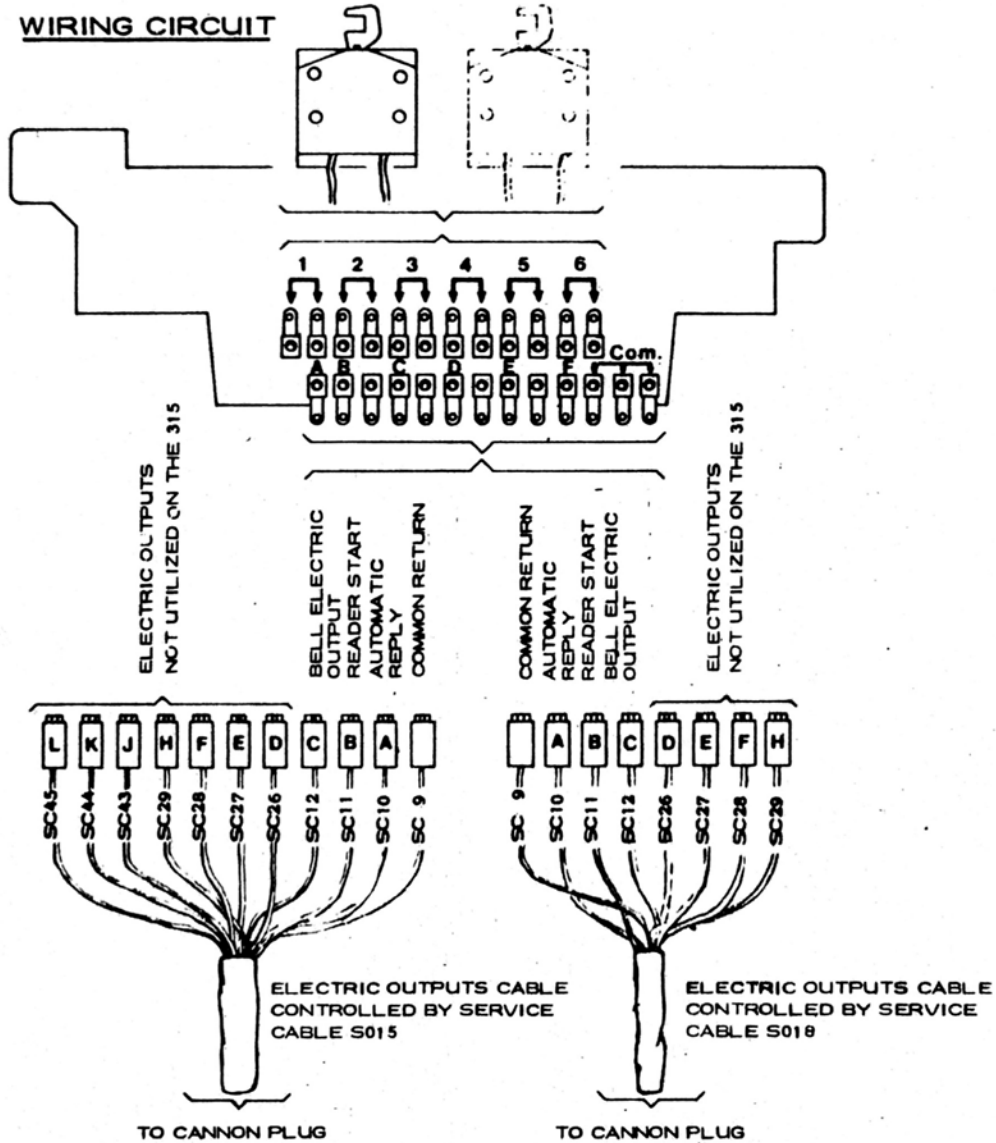 WIRING CIRCUIT
1 2 3 4 5 6
Com.
A B C D E F
ELECTRIC OUTPUTS
NOT UTILIZED ON THE 315
BELL ELECTRIC
OUTPUT
READER START
AUTOMATIC
REPLY
COMMON RETURN
COMMON RETURN
AUTOMATIC
REPLY
READER START
BELL ELECTRIC
OUTPUT
ELECTRIC OUTPUTS
NOT UTILIZED ON THE 315
L K J H F E D C B A
A B C D E F H
SC45 SC44 SC43 SC29 SC28 SC27 SC26 SC12 SC11 SC10 SC 9
SC 9 SC10 SC11 SC12 SC26 SC27 SC28 SC29
ELECTRIC OUTPUTS CABLE
CONTROLLED BY SERVICE
CABLE S015
ELECTRIC OUTPUTS CABLE
CONTROLLED BY SERVICE
CABLE S018
TO CANNON PLUG
TO CANNON PLUG